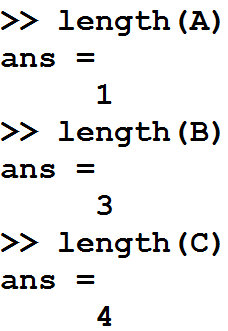 >> length(A)
ans =
1
>> length(B)
ans =
3
>> length(C)
ans =
4